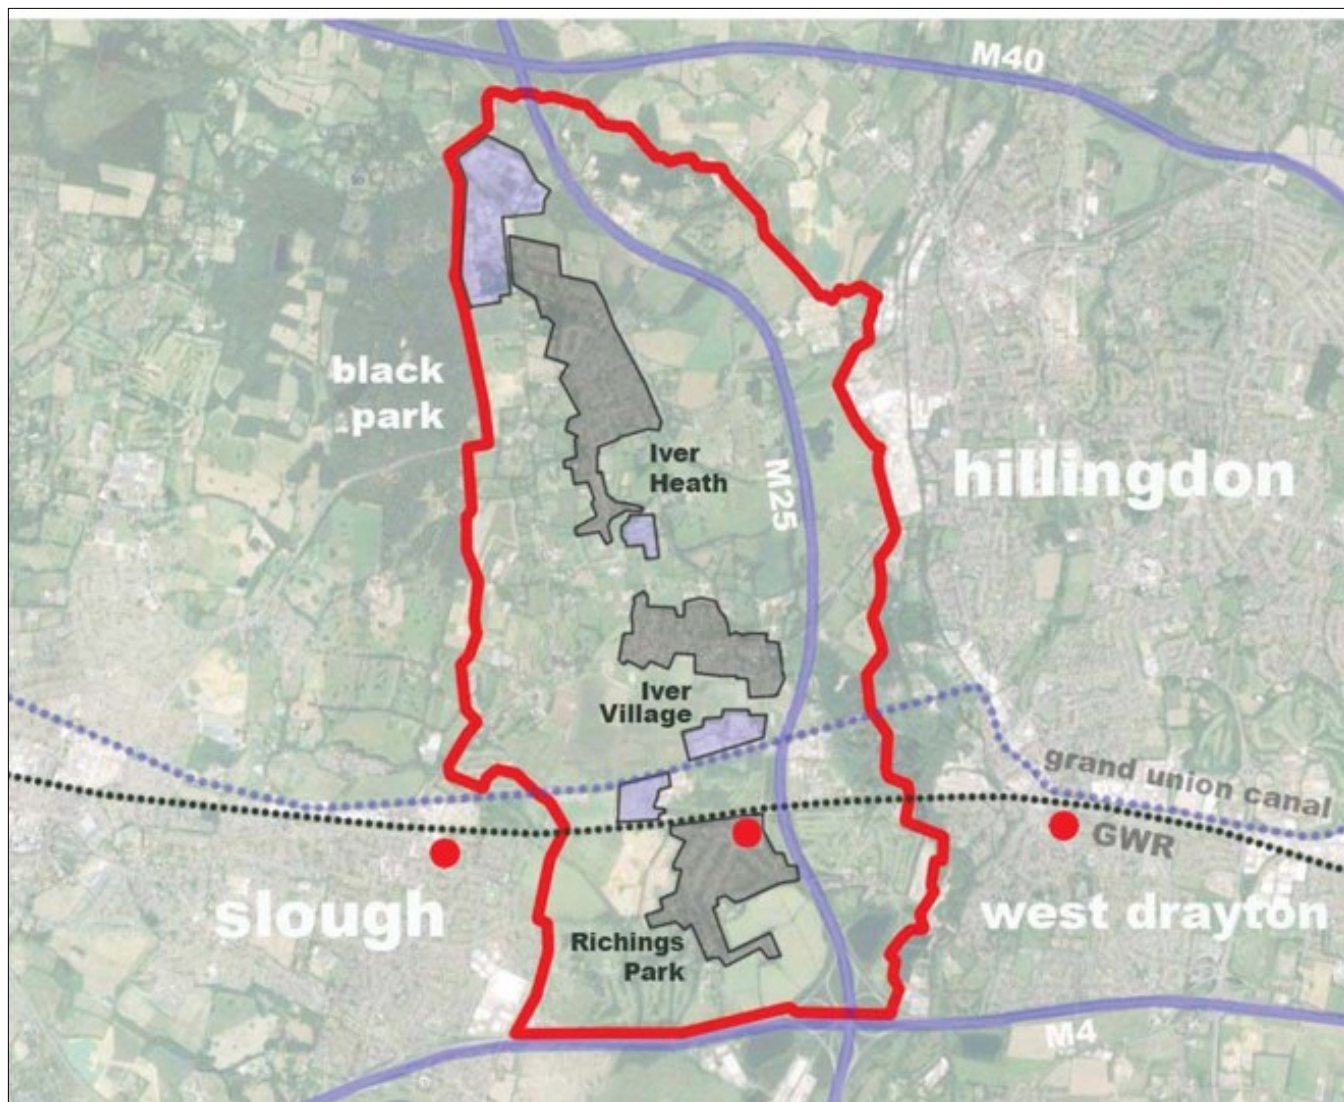 M40
black
park
Iver
Heath
M25
hillingdon
Iver
Village
grand union canal
GWR
slough
west drayton
Richings
Park
M4